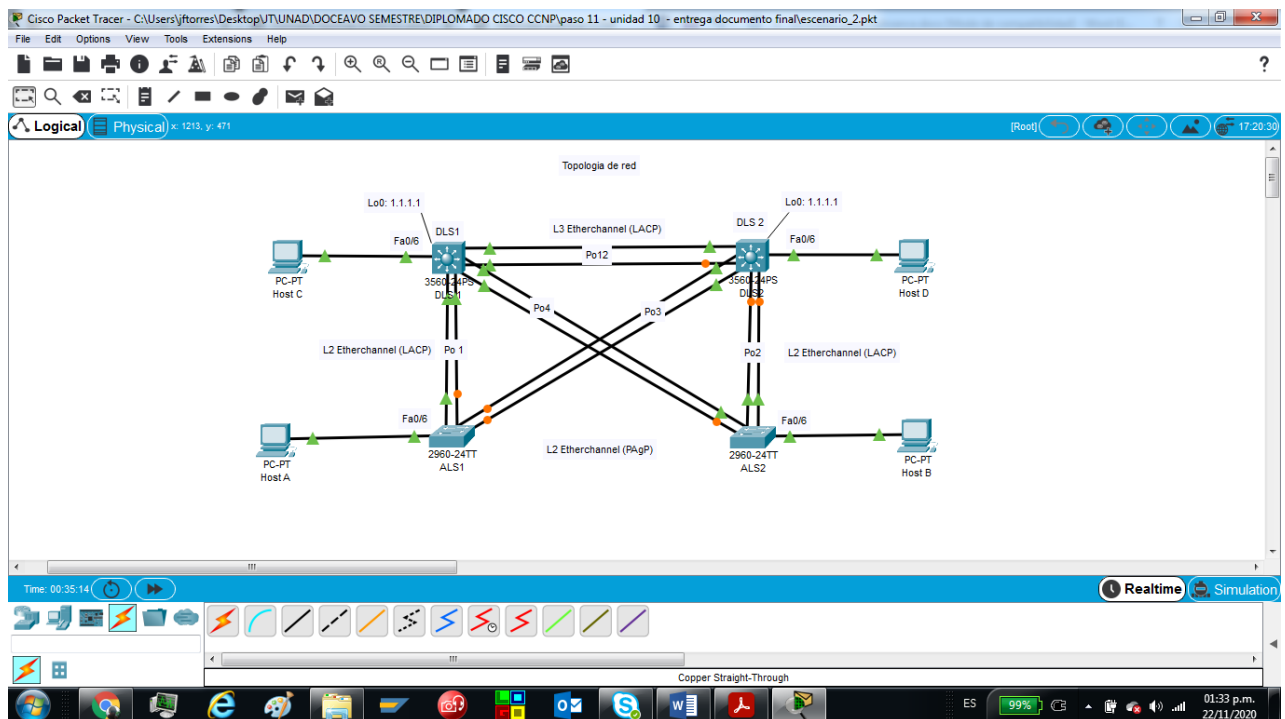 Cisco Packet Tracer - C:\Users\jftorres\Desktop\JT\UNAD\DOCEAVO SEMESTRE\DIPLOMADO CISCO CCNP\paso 11 - unidad 10 - entrega documento final\escenario_2.pkt
File Edit Options View Tools Extensions Help
?
Logical Physical x: 1213, y: 471 [Root] 17:20:30
Topologia de red
Lo0: 1.1.1.1 Lo0: 1.1.1.1
DLS1 L3 Etherchannel (LACP) DLS 2
Fa0/6 Fa0/6
Po12
PC-PT 3560-24PS 3560-24PS PC-PT
Host C DLS1 DLS2 Host D
Po4 Po3
L2 Etherchannel (LACP) Po 1 Po2 L2 Etherchannel (LACP)
Fa0/6 Fa0/6
L2 Etherchannel (PAgP)
PC-PT 2960-24TT 2960-24TT PC-PT
Host A ALS1 ALS2 Host B
Time: 00:35:14 Realtime Simulation
Copper Straight-Through
ES 99% 01:33 p.m.
22/11/2020